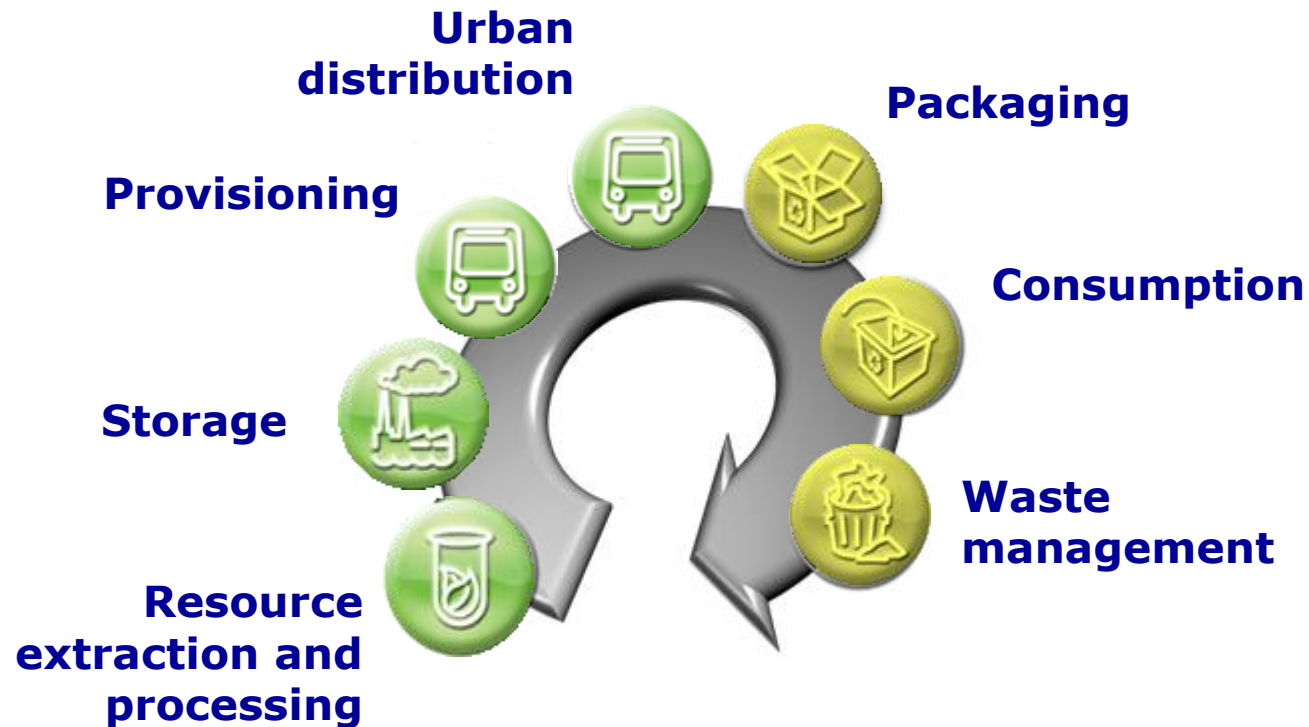 Urban
distribution
Packaging
Provisioning
Consumption
Storage
Waste
management
Resource
extraction and
processing